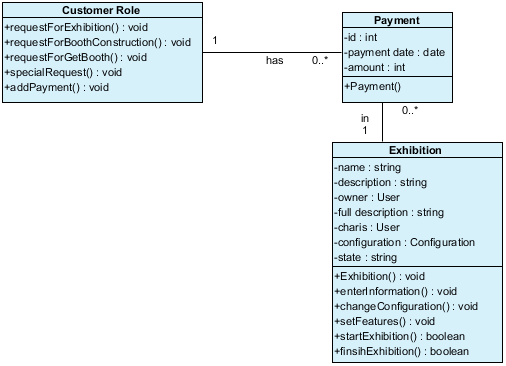 Customer Role
+requestForExhibition() : void
+requestForBoothConstruction() : void
+requestForGetBooth() : void
+specialRequest() : void
+addPayment() : void
1
has
0..*
Payment
-id : int
-payment date : date
-amount : int
+Payment()
0..*
in
1
Exhibition
-name : string
-description : string
-owner : User
-full description : string
-charis : User
-configuration : Configuration
-state : string
+Exhibition() : void
+enterInformation() : void
+changeConfiguration() : void
+setFeatures() : void
+startExhibition() : boolean
+finsihExhibition() : boolean